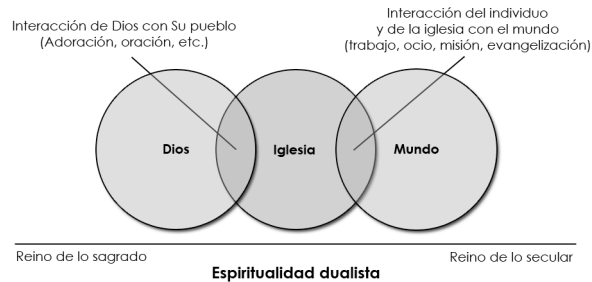 Interacción de Dios con Su pueblo
(Adoración, oración, etc.)
Interacción del individuo
y de la iglesia con el mundo
(trabajo, ocio, misión, evangelización)
Dios
Iglesia
Mundo
Reino de lo sagrado
Reino de lo secular
Espiritualidad dualista